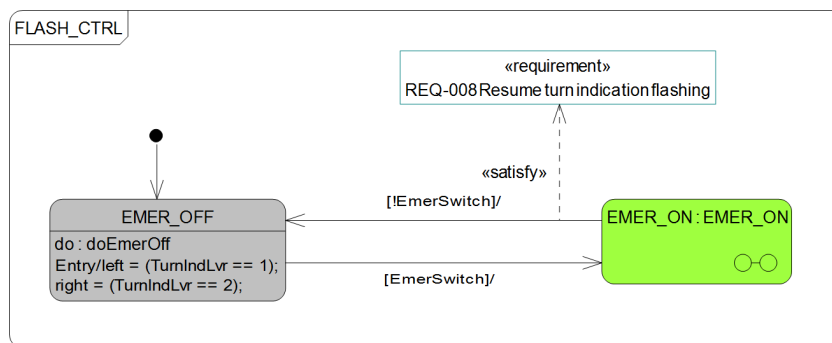 FLASH_CTRL
«requirement»
REQ-008 Resume turn indication flashing
«satisfy»
[!EmerSwitch]/
EMER_OFF
do : doEmerOff
Entry/left = (TurnIndLvr == 1);
right = (TurnIndLvr == 2);
EMER_ON : EMER_ON
[EmerSwitch]/